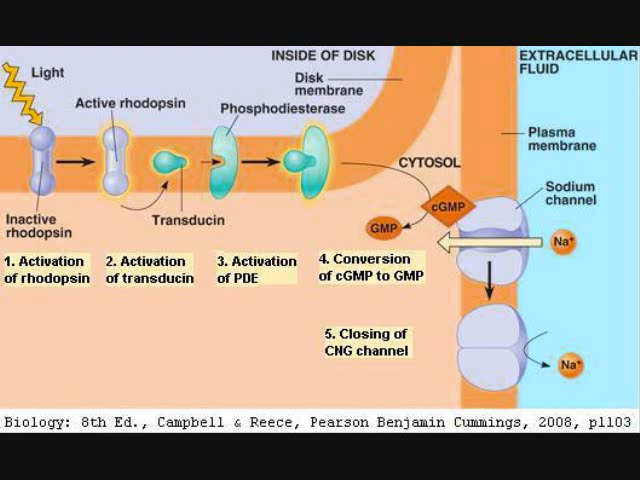 INSIDE OF DISK
EXTRACELLULAR
FLUID
Light
Disk
membrane
Active rhodopsin
Phosphodiesterase
Plasma
membrane
CYTOSOL
Sodium
channel
cGMP
GMP
Inactive
rhodopsin
Transducin
Na+
1. Activation
of rhodopsin
2. Activation
of transducin
3. Activation
of PDE
4. Conversion
of cGMP to GMP
5. Closing of
CNG channel
Na+
Biology: 8th Ed., Campbell & Reece, Pearson Benjamin Cummings, 2008, p1103